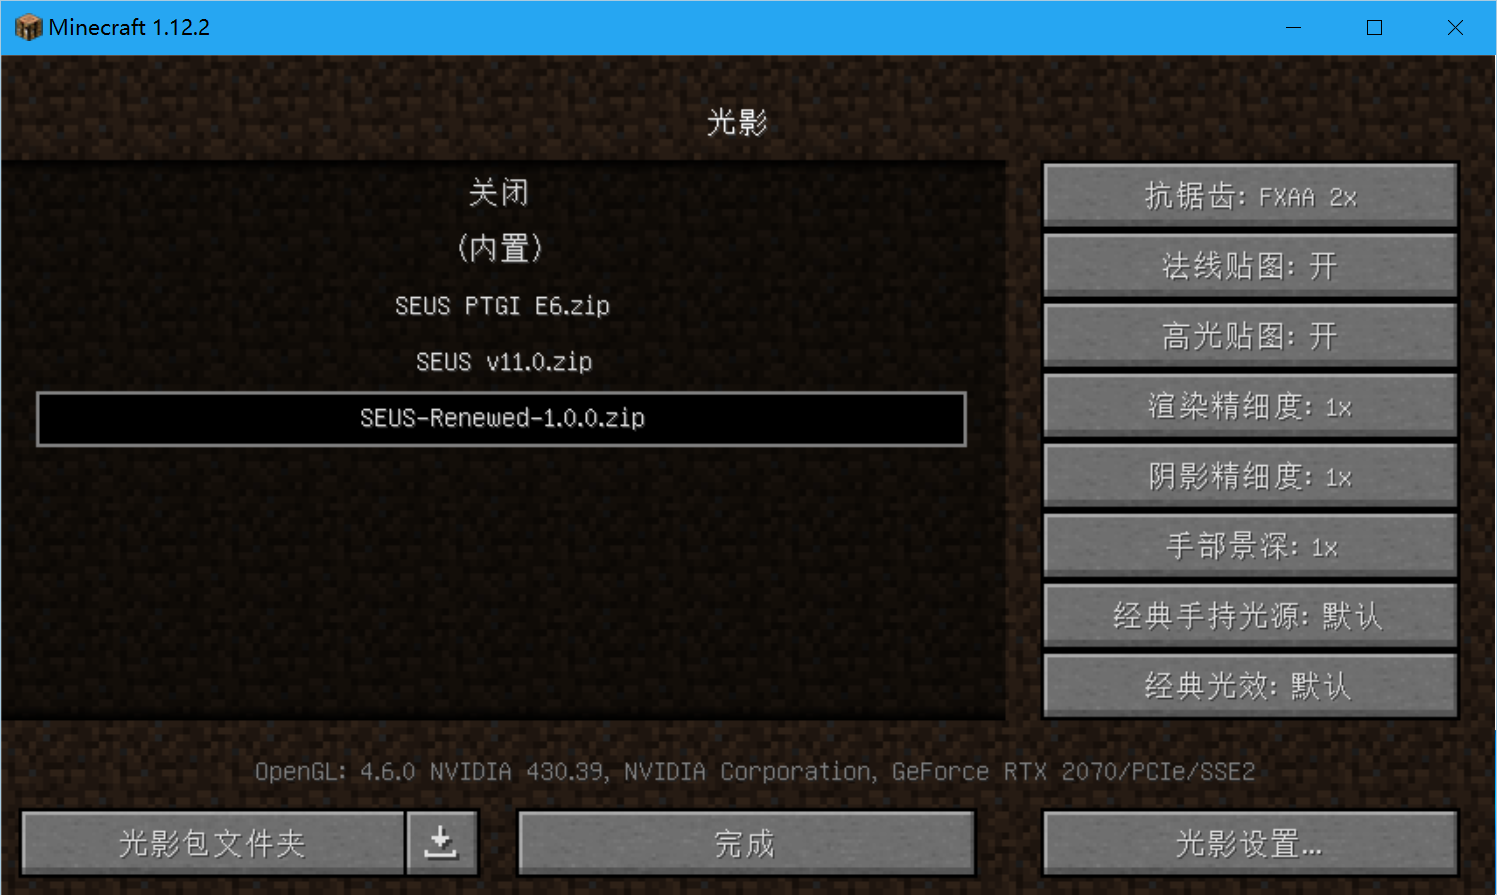 Minecraft 1.12.2
光影
关闭
(内置)
SEUS PTGI E6.zip
SEUS v11.0.zip
SEUS-Renewed-1.0.0.zip
抗锯齿: FXAA 2x
法线贴图: 开
高光贴图: 开
渲染精细度: 1x
阴影精细度: 1x
手部景深: 1x
经典手持光源: 默认
经典光效: 默认
OpenGL: 4.6.0 NVIDIA 430.39, NVIDIA Corporation, GeForce RTX 2070/PCIe/SSE2
光影包文件夹
完成
光影设置...